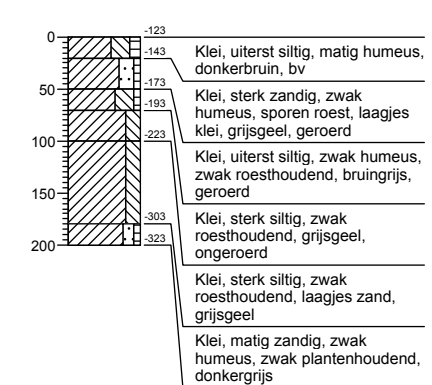 0
50
100
150
200
-123
-143
-173
-193
-223
-303
-323
Klei, uiterst siltig, matig humeus,
donkerbruin, bv
Klei, sterk zandig, zwak
humeus, sporen roest, laagjes
klei, grijsgeel, geroerd
Klei, uiterst siltig, zwak humeus,
zwak roesthoudend, bruingrijs,
geroerd
Klei, sterk siltig, zwak
roesthoudend, grijsgeel,
ongeroerd
Klei, sterk siltig, zwak
roesthoudend, laagjes zand,
grijsgeel
Klei, matig zandig, zwak
humeus, zwak plantenhoudend,
donkergrijs